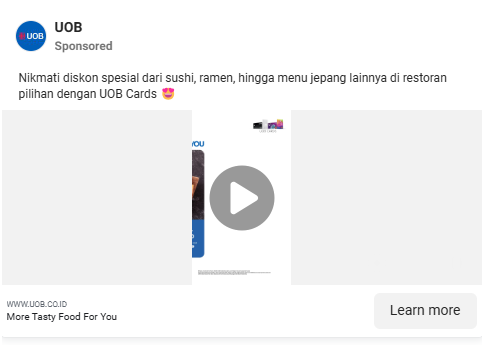 UOB
UOB
Sponsored
Nikmati diskon spesial dari sushi, ramen, hingga menu jepang lainnya di restoran
pilihan dengan UOB Cards 🤩
YOU
WWW.UOB.CO.ID
More Tasty Food For You
Learn more